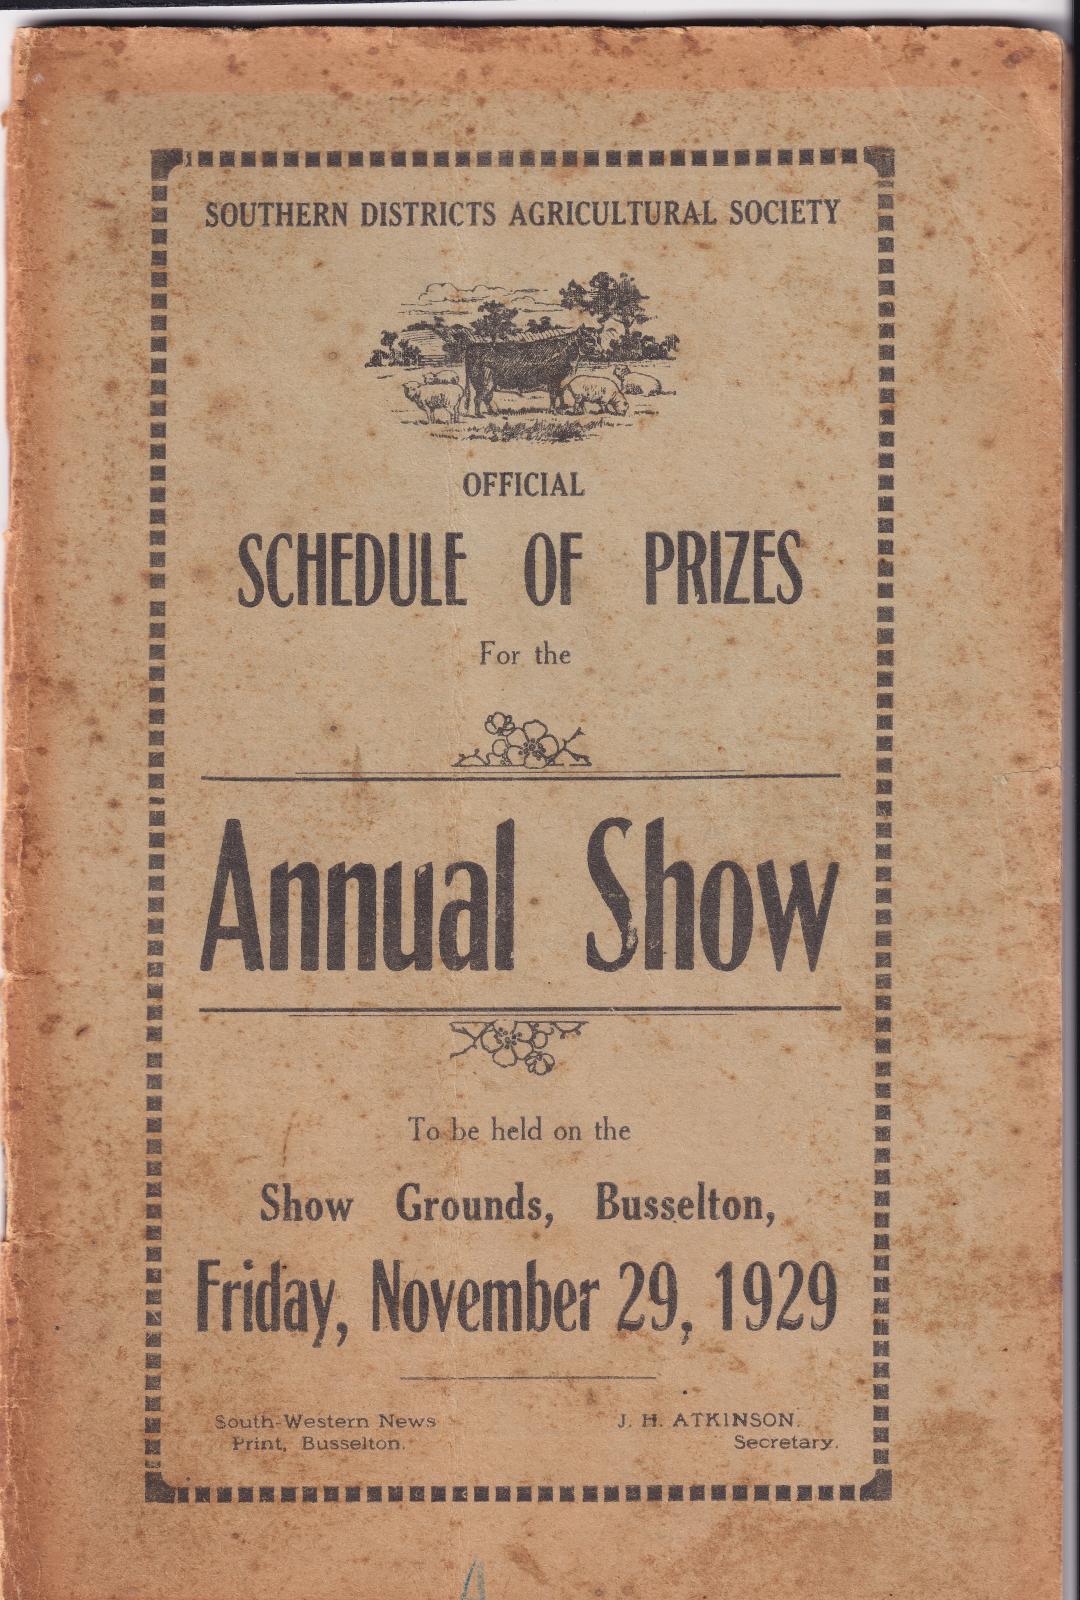 SOUTHERN DISTRICTS AGRICULTURAL SOCIETY
OFFICIAL
SCHEDULE OF PRIZES
For the
Annual Show
To be held on the
Show Grounds, Busselton,
Friday, November 29, 1929
South-Western News
Print, Busselton.
J. H. ATKINSON.
Secretary.